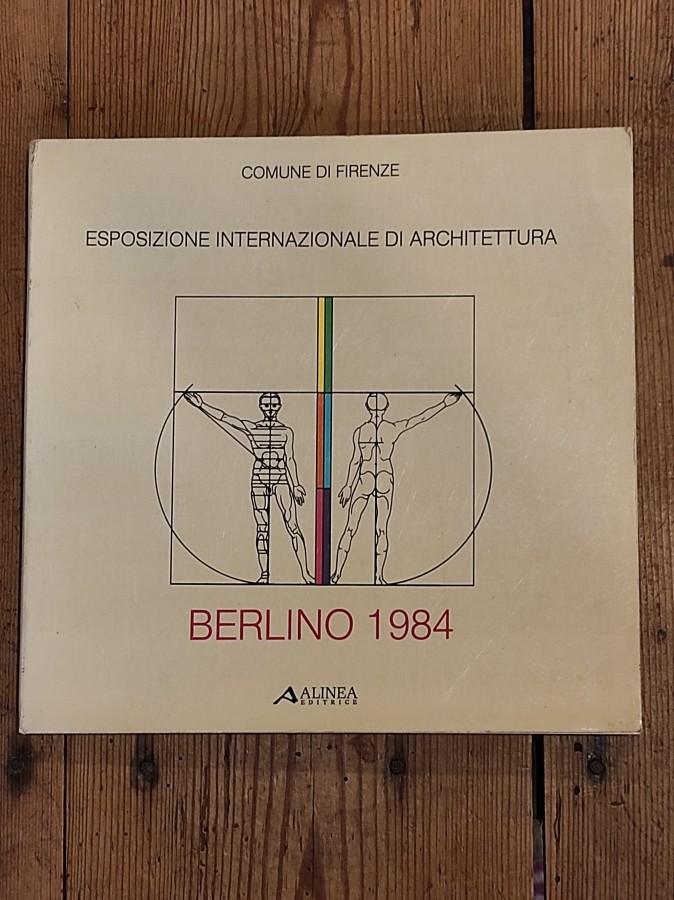 COMUNE DI FIRENZE
ESPOSIZIONE INTERNAZIONALE DI ARCHITETTURA
BERLINO 1984
ALINEA
EDITRICE